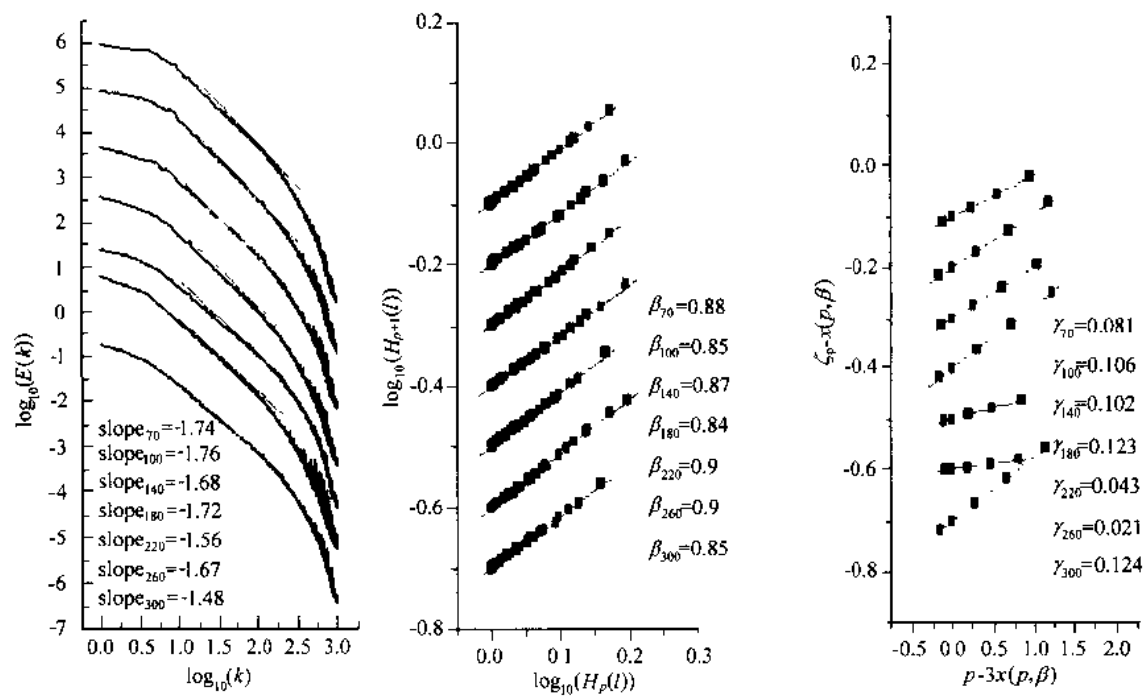 6
5
4
3
2
1
0
-1
-2
-3
-4
-5
-6
-7
log₁₀(E(k))
slope₇₀=-1.74
slope₁₀₀=-1.76
slope₁₄₀=-1.68
slope₁₈₀=-1.72
slope₂₂₀=-1.56
slope₂₆₀=-1.67
slope₃₀₀=-1.48
0.0 0.5 1.0 1.5 2.0 2.5 3.0
log₁₀(k)
0.2
0.0
-0.2
-0.4
-0.6
-0.8
log₁₀(Hₚ₊₁(l))
β₇₀=0.88
β₁₀₀=0.85
β₁₄₀=0.87
β₁₈₀=0.84
β₂₂₀=0.9
β₂₆₀=0.9
β₃₀₀=0.85
0.0 0.1 0.2 0.3
log₁₀(Hₚ(l))
0.2
0.0
-0.2
-0.4
-0.6
-0.8
ζₚ-x(p,β)
γ₇₀=0.081
γ₁₀₀=0.106
γ₁₄₀=0.102
γ₁₈₀=0.123
γ₂₂₀=0.043
γ₂₆₀=0.021
γ₃₀₀=0.124
-0.5 0.0 0.5 1.0 1.5 2.0
p-3x(p,β)